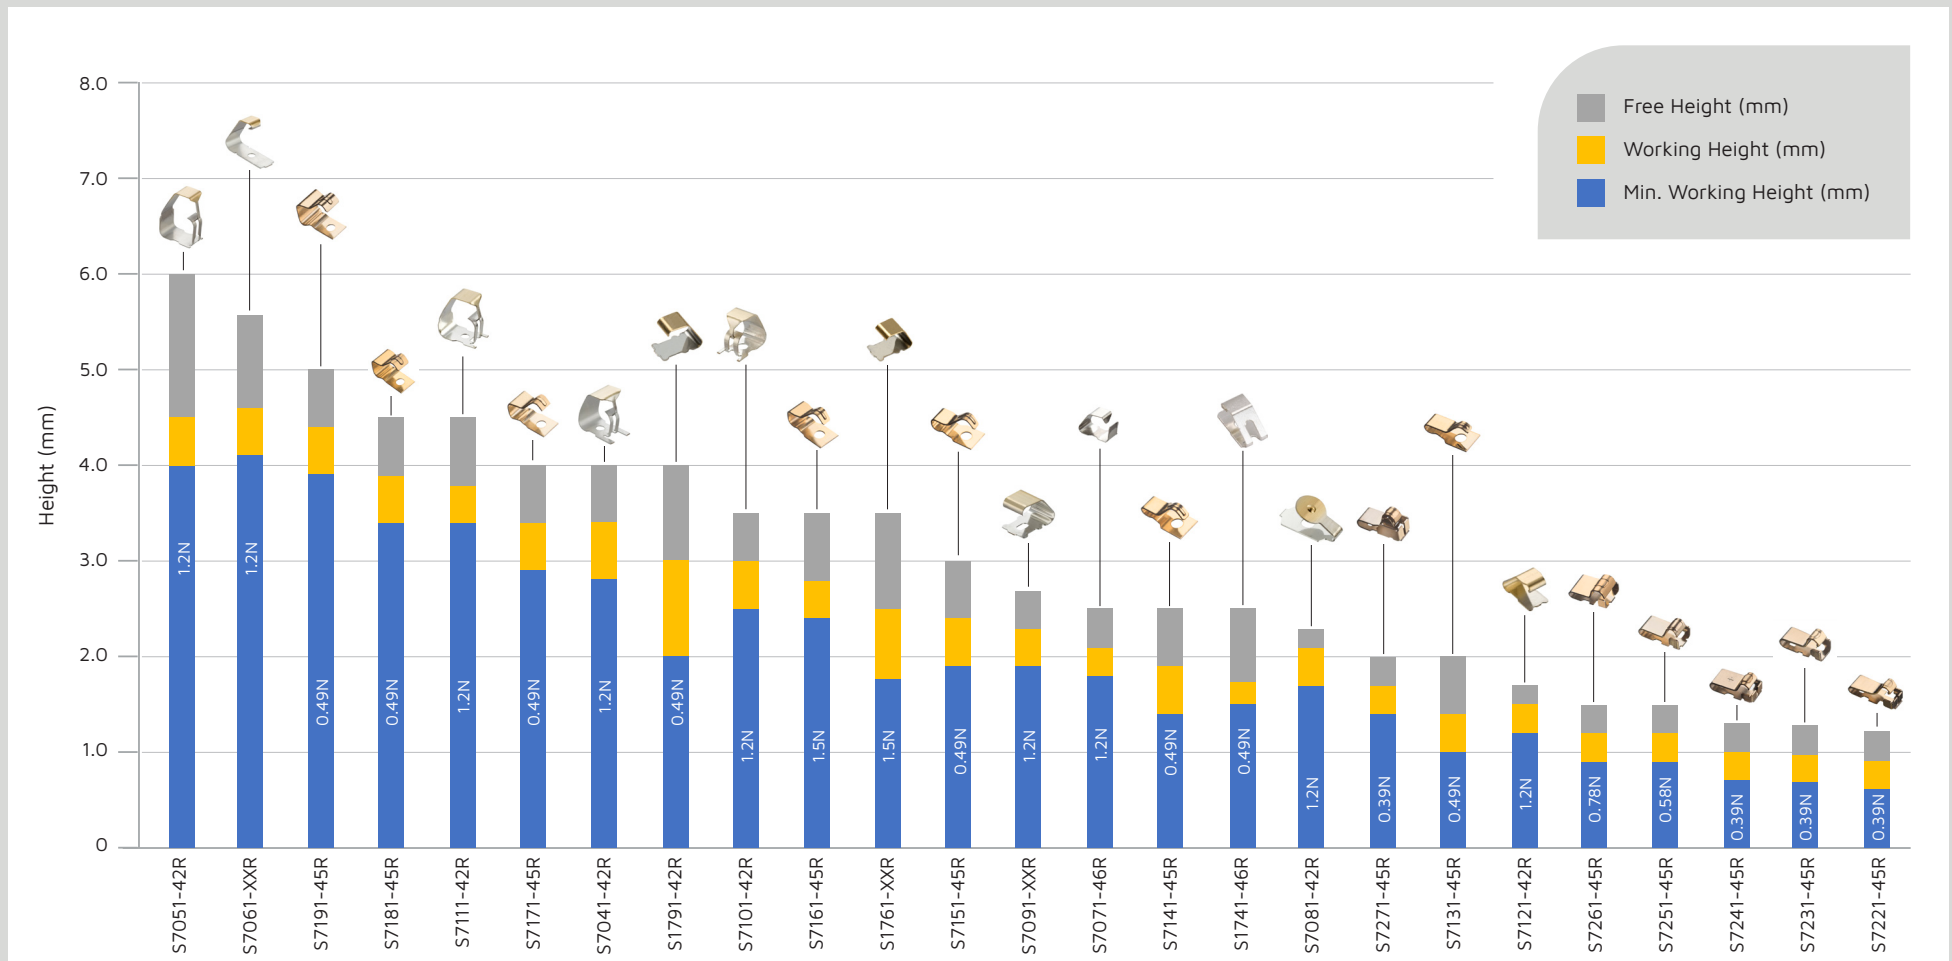 Free Height (mm)
Working Height (mm)
Min. Working Height (mm)
Height (mm)
8.0
7.0
6.0
5.0
4.0
3.0
2.0
1.0
0
1.2N
1.2N
0.49N
0.49N
1.2N
0.49N
1.2N
0.49N
1.2N
1.5N
1.5N
0.49N
1.2N
1.2N
0.49N
0.49N
1.2N
0.39N
0.49N
1.2N
0.78N
0.58N
0.39N
0.39N
0.39N
S7051-42R
S7061-XXR
S7191-45R
S7181-45R
S7111-42R
S7171-45R
S7041-42R
S1791-42R
S7101-42R
S7161-45R
S1761-XXR
S7151-45R
S7091-XXR
S7071-46R
S7141-45R
S1741-46R
S7081-42R
S7271-45R
S7131-45R
S7121-42R
S7261-45R
S7251-45R
S7241-45R
S7231-45R
S7221-45R